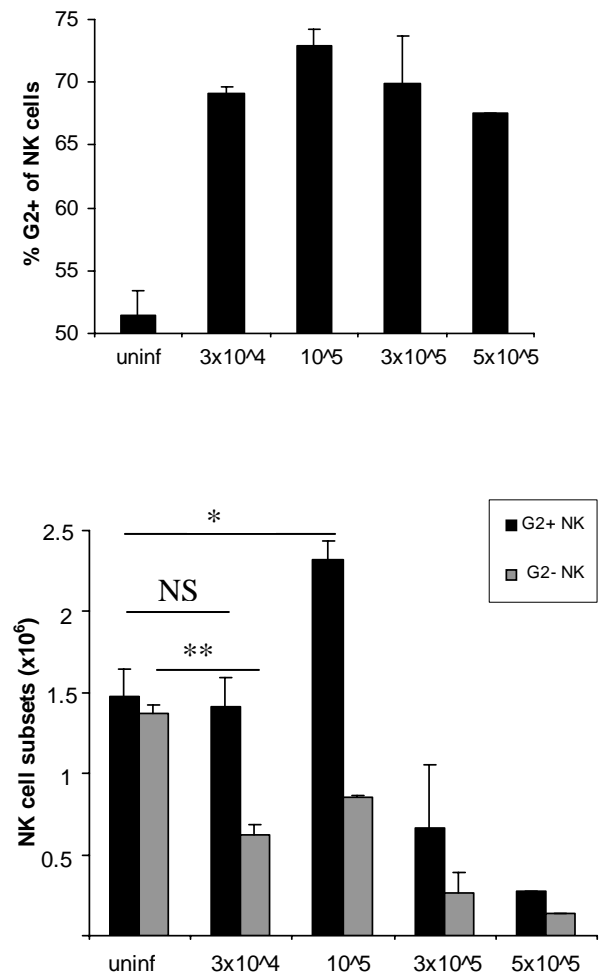 75
70
65
60
55
50
% G2+ of NK cells
uninf 3x10^4 10^5 3x10^5 5x10^5
G2+ NK
G2- NK
2.5
2
1.5
1
0.5
NK cell subsets (x10⁶)
*
NS
**
uninf 3x10^4 10^5 3x10^5 5x10^5